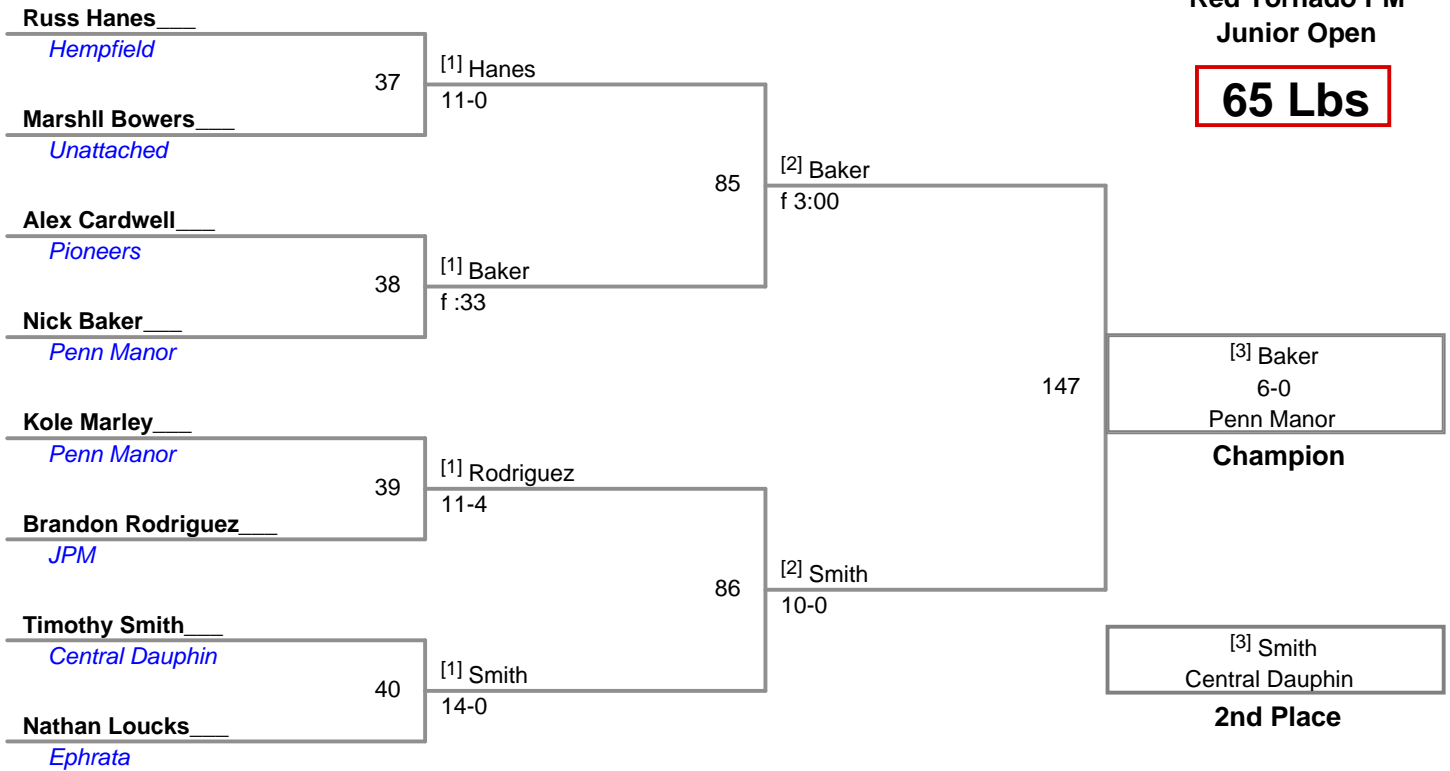 Red Tornado PM
Junior Open
65 Lbs
Russ Hanes___
Hempfield
37
[1] Hanes
11-0
Marshll Bowers___
Unattached
85
[2] Baker
f 3:00
Alex Cardwell___
Pioneers
38
[1] Baker
f :33
Nick Baker___
Penn Manor
147
[3] Baker
6-0
Penn Manor
Champion
Kole Marley___
Penn Manor
39
[1] Rodriguez
11-4
Brandon Rodriguez___
JPM
86
[2] Smith
10-0
Timothy Smith___
Central Dauphin
40
[1] Smith
14-0
Nathan Loucks___
Ephrata
[3] Smith
Central Dauphin
2nd Place